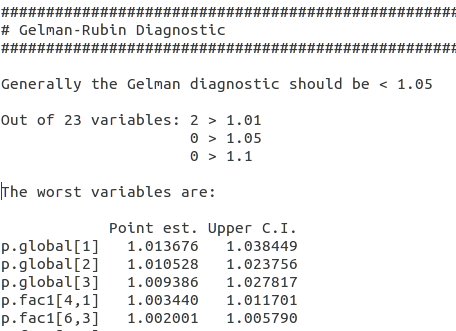 ###################################################
# Gelman-Rubin Diagnostic
###################################################
Generally the Gelman diagnostic should be < 1.05
Out of 23 variables: 2 > 1.01
0 > 1.05
0 > 1.1
The worst variables are:
Point est. Upper C.I.
p.global[1] 1.013676 1.038449
p.global[2] 1.010528 1.023756
p.global[3] 1.009386 1.027817
p.fac1[4,1] 1.003440 1.011701
p.fac1[6,3] 1.002001 1.005790